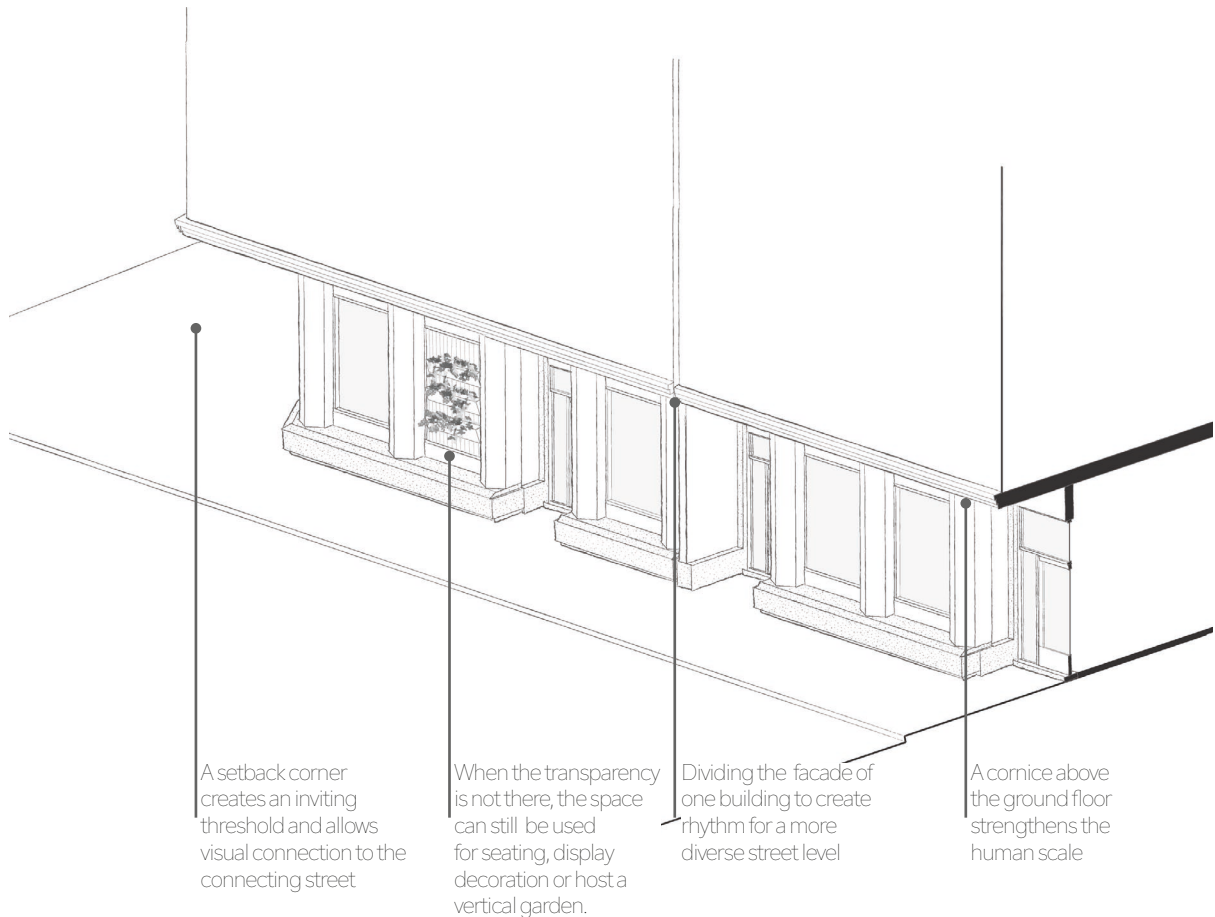 A setback corner
creates an inviting
threshold and allows
visual connection to the
connecting street
When the transparency
is not there, the space
can still be used
for seating, display
decoration or host a
vertical garden.
Dividing the facade of
one building to create
rhythm for a more
diverse street level
A cornice above
the ground floor
strengthens the
human scale